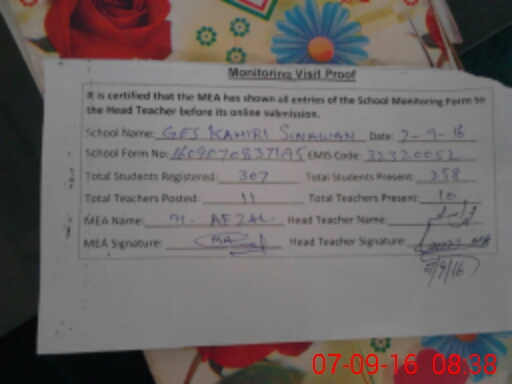 Monitoring Visit Proof
It is certified that the MEA has shown all entries of the School Monitoring Form to
the Head Teacher before its online submission.
School Name: GES KAHIRI SINAWAN Date: 7-9-16
School Form No: EMIS Code: 32330052
Total Students Registered: 307 Total Students Present: 258
Total Teachers Posted: 11 Total Teachers Present: 10
MEA Name: M. AFZAL Head Teacher Name:
MEA Signature: Head Teacher Signature:
7/9/16
07-09-16 08:38